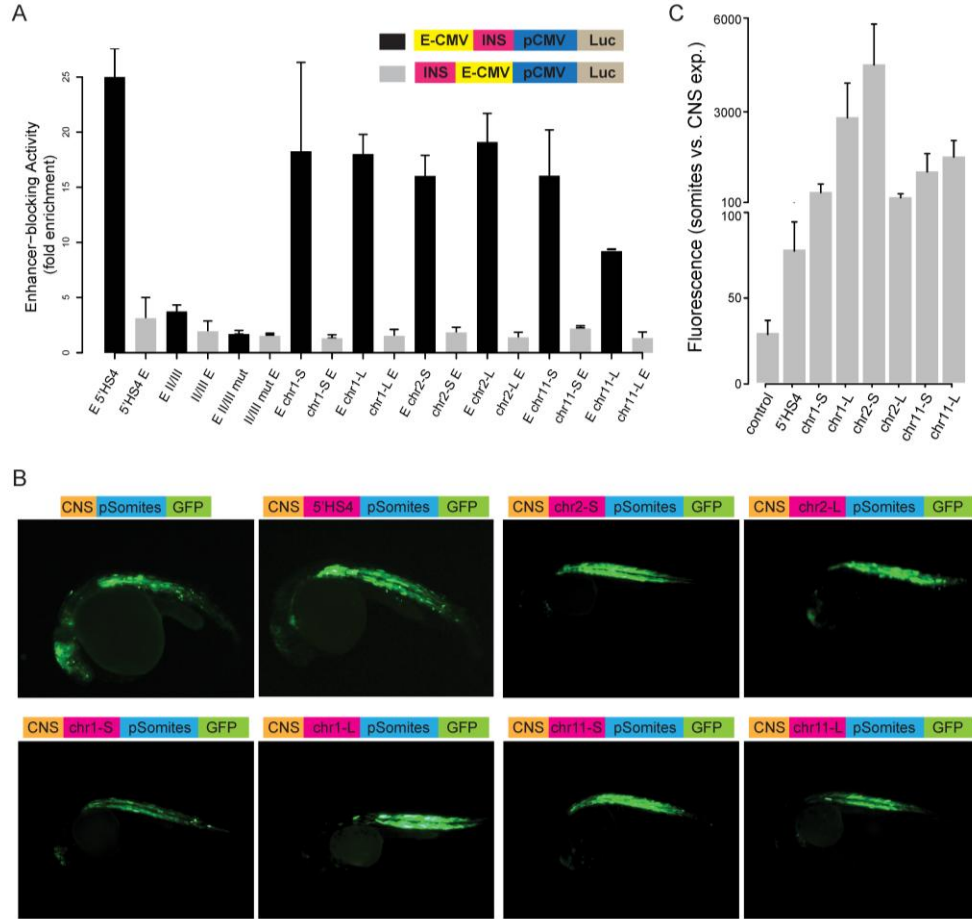 A
E-CMV INS pCMV Luc
INS E-CMV pCMV Luc
Enhancer-blocking Activity
(fold enrichment)
25
20
15
10
5
0
E 5'HS4
5'HS4 E
E II/III
II/III E
E II/III mut
II/III mut E
E chr1-S
chr1-S E
E chr1-L
chr1-L E
E chr2-S
chr2-S E
E chr2-L
chr2-L E
E chr11-S
chr11-S E
E chr11-L
chr11-L E
C
Fluorescence (somites vs. CNS exp.)
6000
3000
100
100
50
0
control
5'HS4
chr1-S
chr1-L
chr2-S
chr2-L
chr11-S
chr11-L
B
CNS pSomites GFP
CNS 5'HS4 pSomites GFP
CNS chr2-S pSomites GFP
CNS chr2-L pSomites GFP
CNS chr1-S pSomites GFP
CNS chr1-L pSomites GFP
CNS chr11-S pSomites GFP
CNS chr11-L pSomites GFP